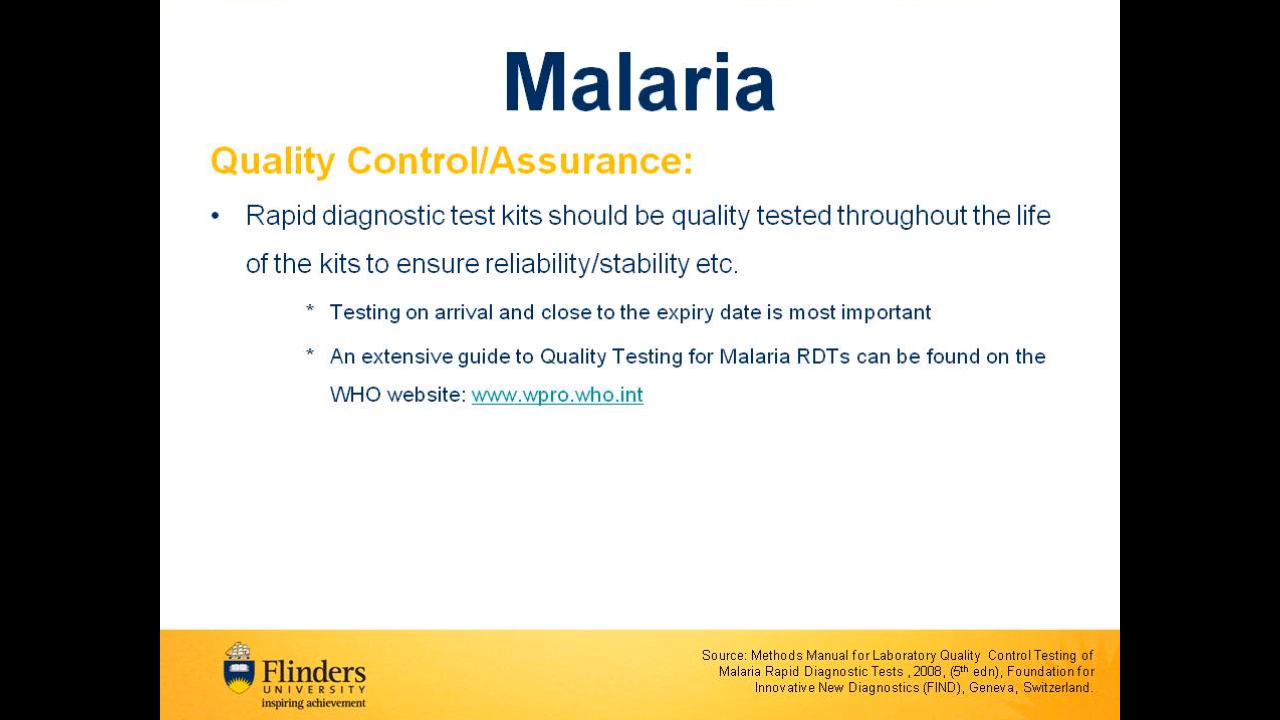 Malaria
Quality Control/Assurance:
• Rapid diagnostic test kits should be quality tested throughout the life
of the kits to ensure reliability/stability etc.
* Testing on arrival and close to the expiry date is most important
* An extensive guide to Quality Testing for Malaria RDTs can be found on the
WHO website: www.wpro.who.int
Flinders
UNIVERSITY
inspiring achievement
Source: Methods Manual for Laboratory Quality Control Testing of
Malaria Rapid Diagnostic Tests ,2008, (5th edn), Foundation for
Innovative New Diagnostics (FIND), Geneva, Switzerland.